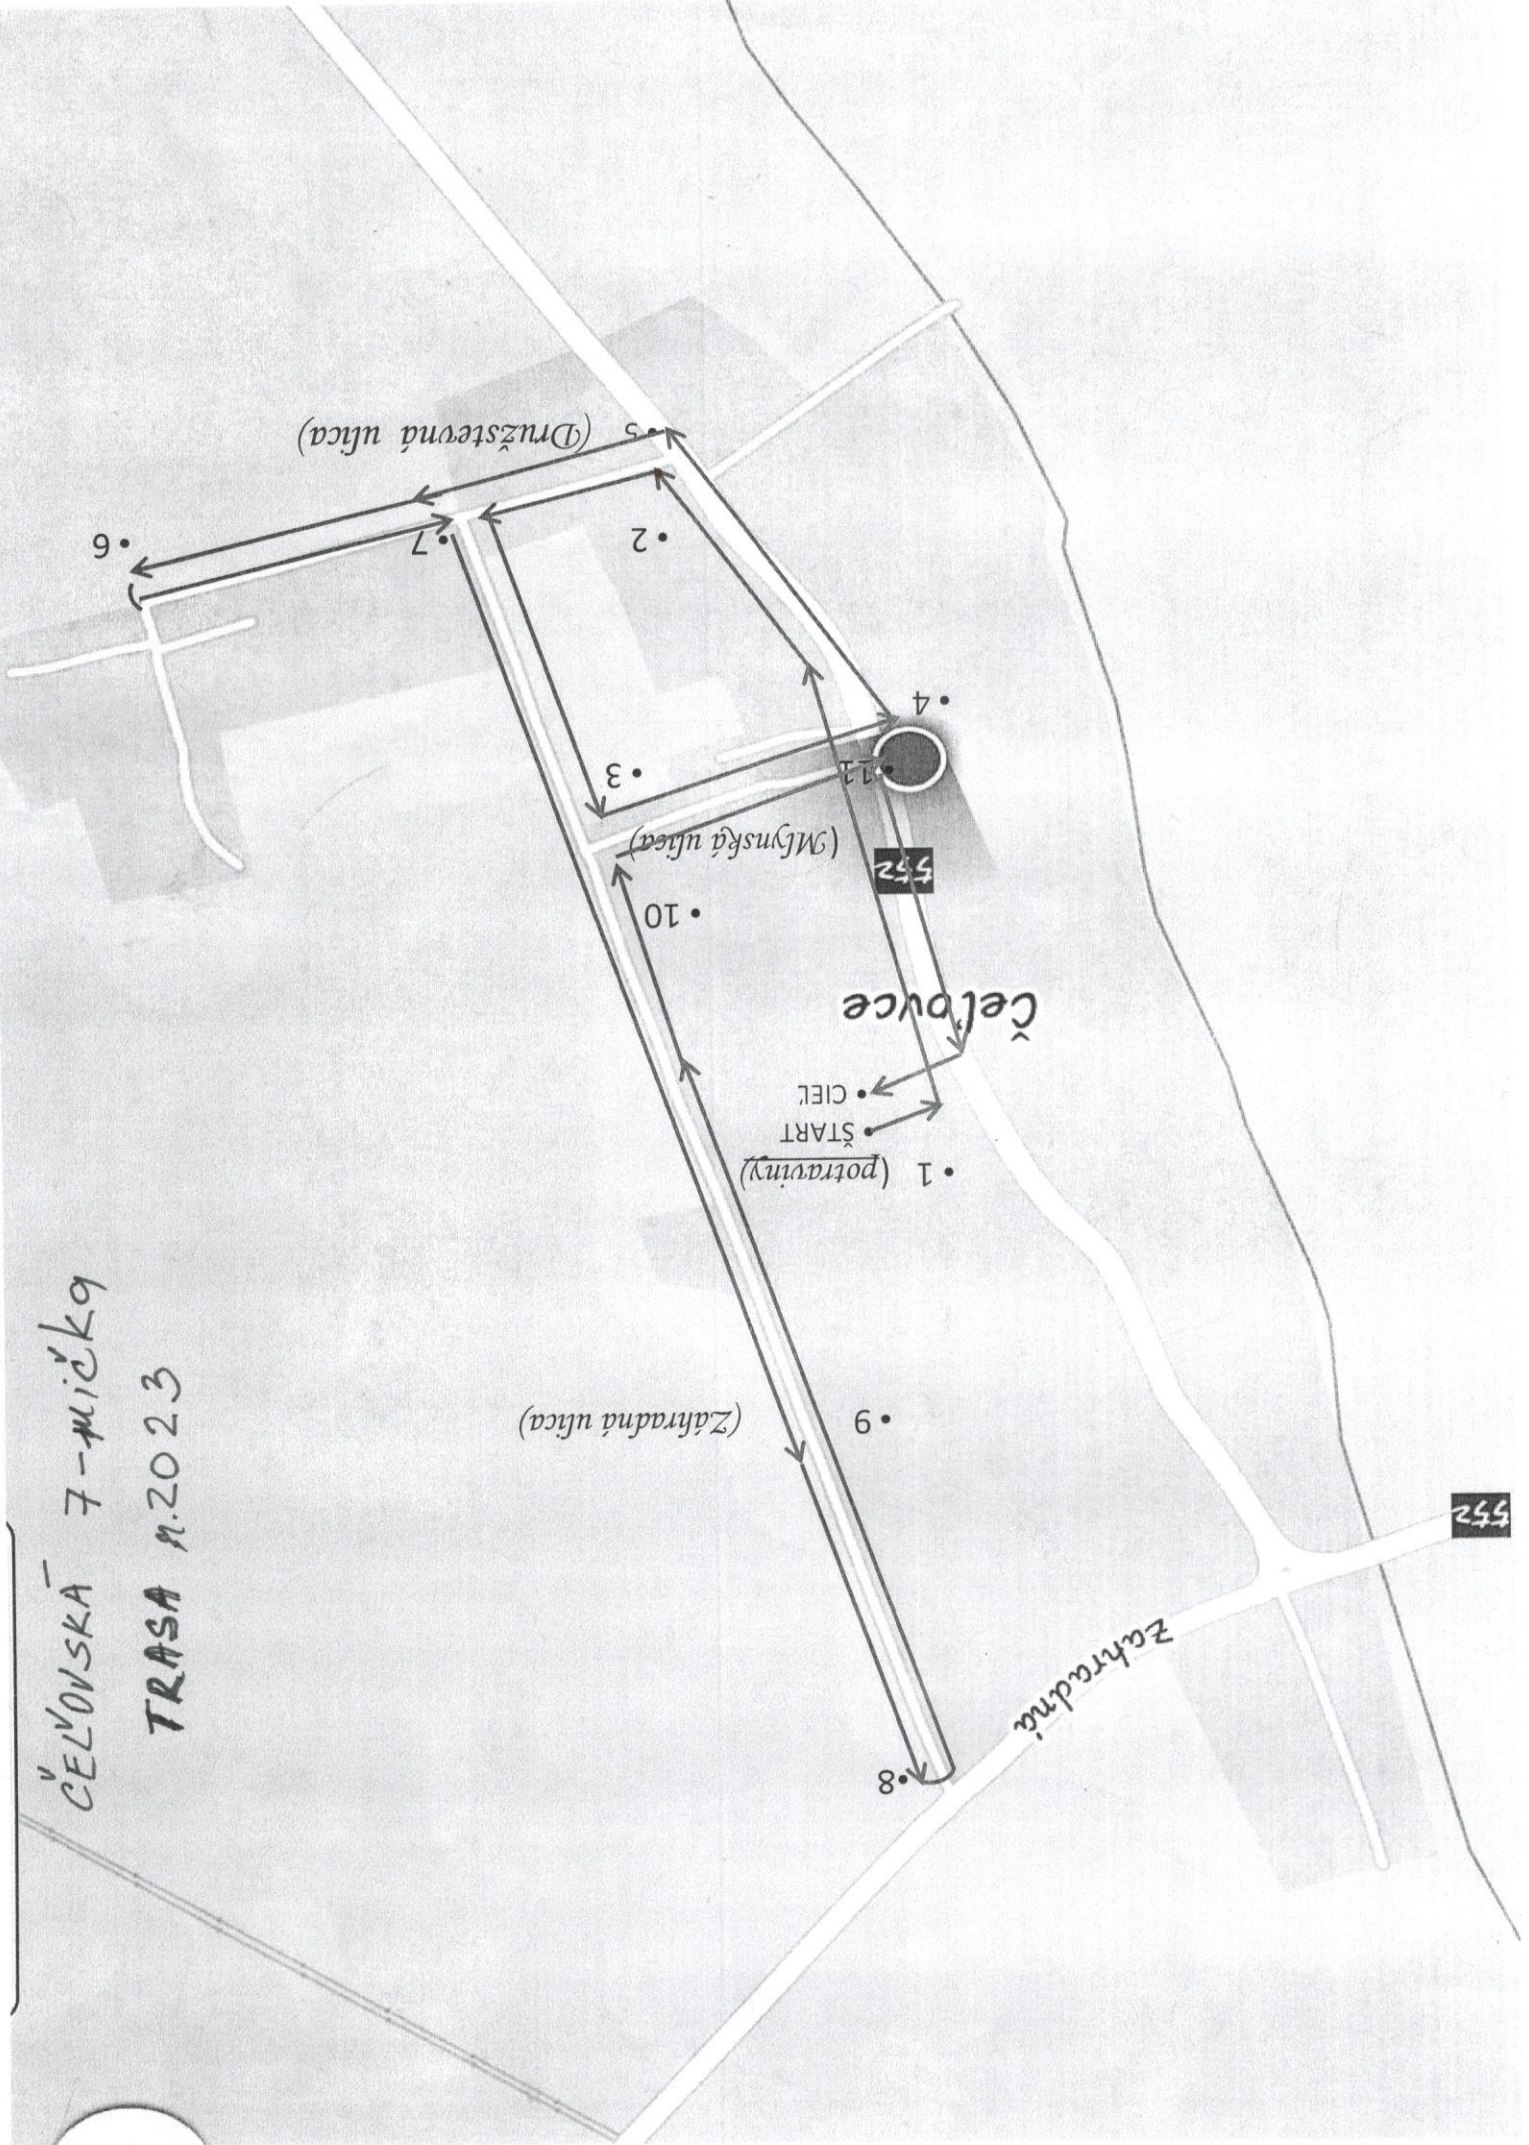 ČEĽOVSKÁ 7-mička
TRASA r.2023
552
Zahradná
• 8
• 9
(Záhradná ulica)
• 1 (potraviny)
• ŠTART
• CIEĽ
Čeľovce
552
• 10
(Mlynská ulica)
• 3
• 11
• 4
• 2
• 7
• 6
• 5
(Družstevná ulica)